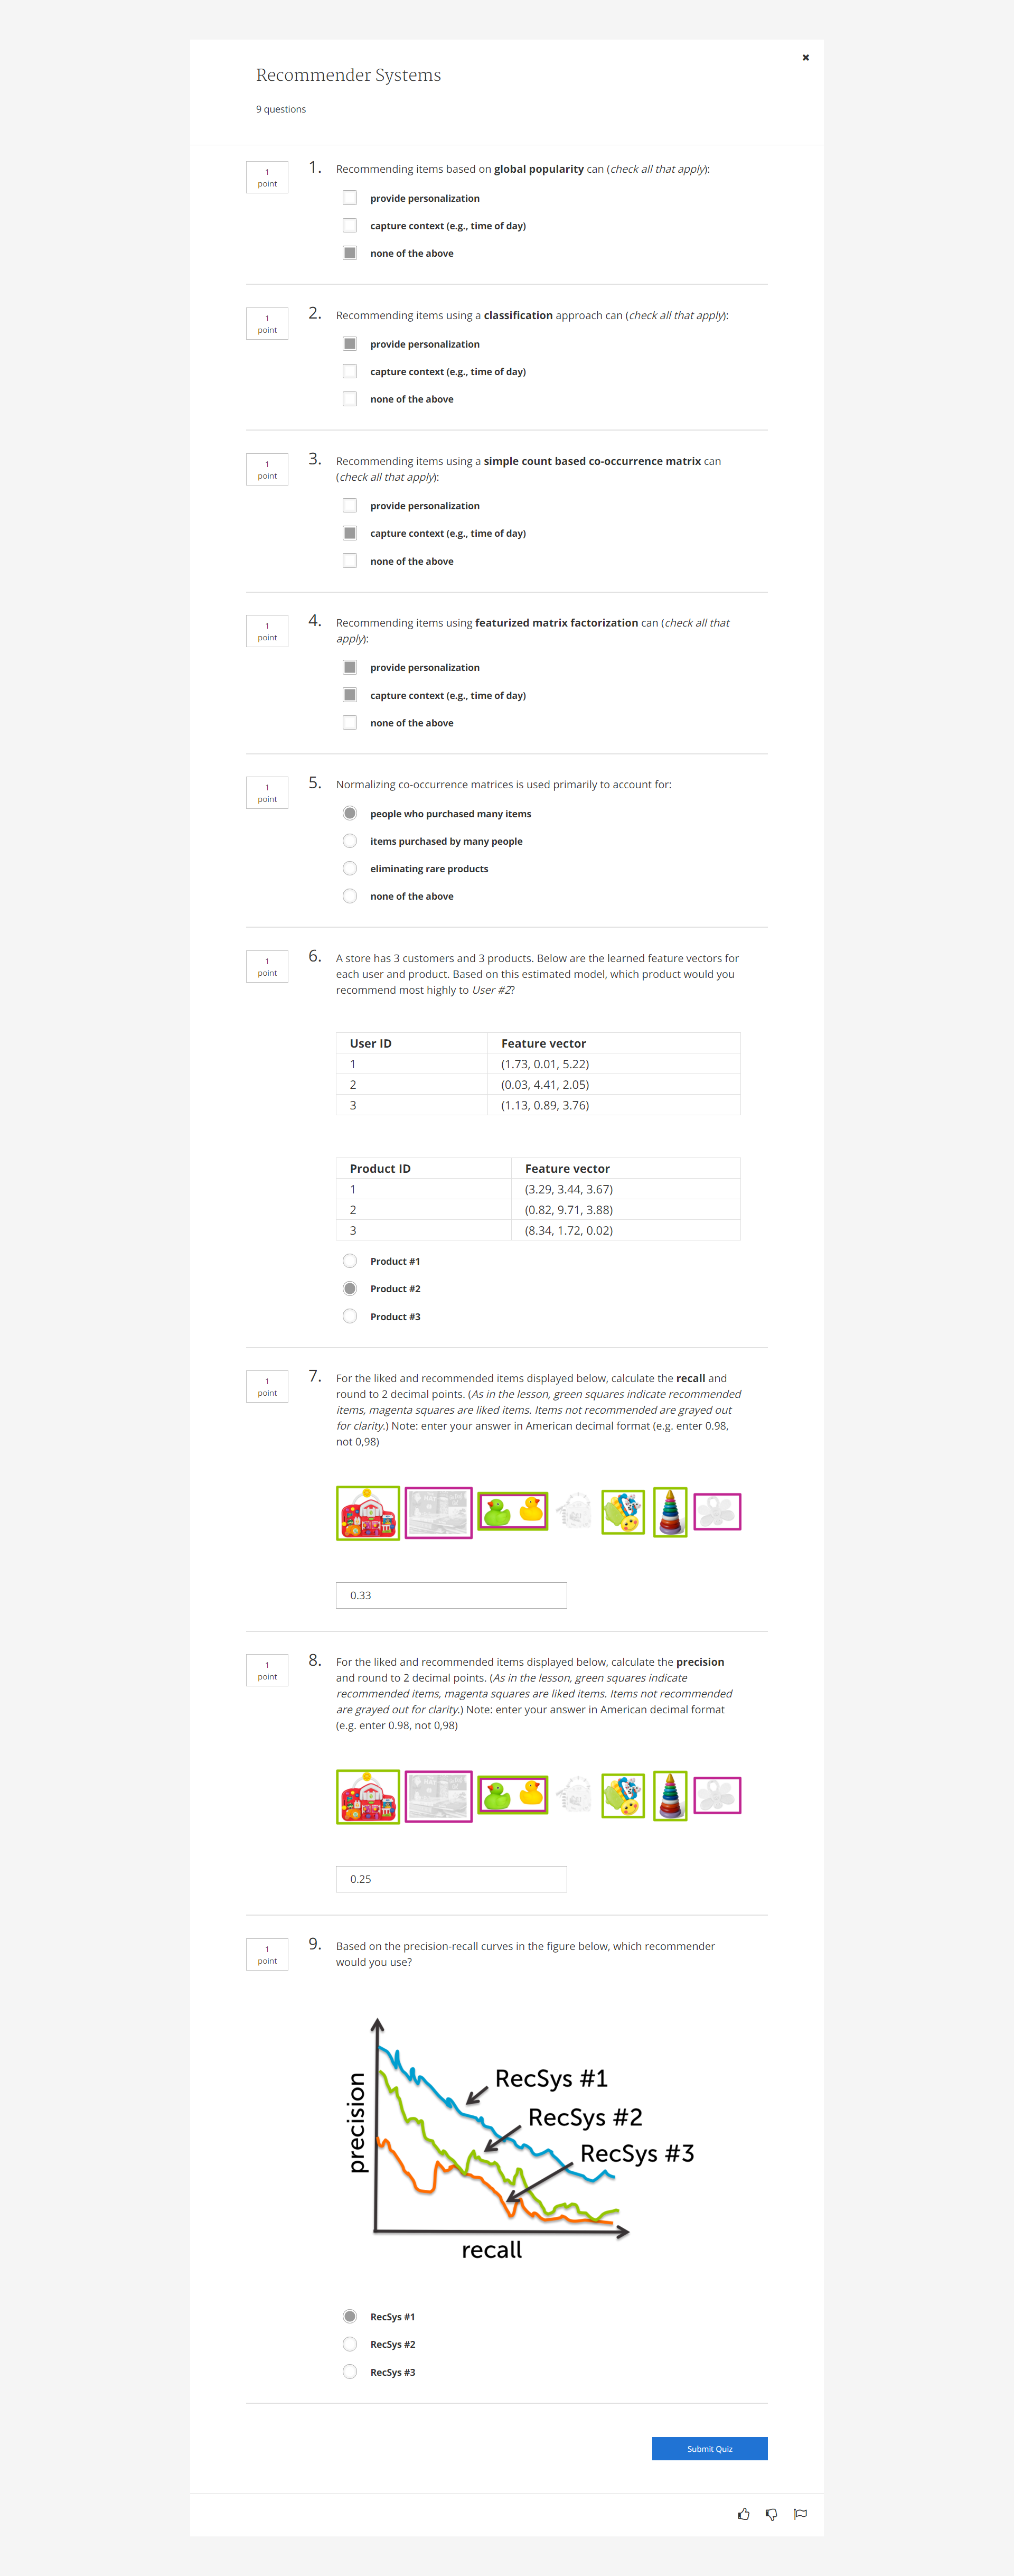 Recommender Systems
9 questions
1
point
1. Recommending items based on global popularity can (check all that apply):
provide personalization
capture context (e.g., time of day)
none of the above
1
point
2. Recommending items using a classification approach can (check all that apply):
provide personalization
capture context (e.g., time of day)
none of the above
1
point
3. Recommending items using a simple count based co-occurrence matrix can
(check all that apply):
provide personalization
capture context (e.g., time of day)
none of the above
1
point
4. Recommending items using featurized matrix factorization can (check all that
apply):
provide personalization
capture context (e.g., time of day)
none of the above
1
point
5. Normalizing co-occurrence matrices is used primarily to account for:
people who purchased many items
items purchased by many people
eliminating rare products
none of the above
1
point
6. A store has 3 customers and 3 products. Below are the learned feature vectors for
each user and product. Based on this estimated model, which product would you
recommend most highly to User #2?
User ID Feature vector
1 (1.73, 0.01, 5.22)
2 (0.03, 4.41, 2.05)
3 (1.13, 0.89, 3.76)
Product ID Feature vector
1 (3.29, 3.44, 3.67)
2 (0.82, 9.71, 3.88)
3 (8.34, 1.72, 0.02)
Product #1
Product #2
Product #3
1
point
7. For the liked and recommended items displayed below, calculate the recall and
round to 2 decimal points. (As in the lesson, green squares indicate recommended
items, magenta squares are liked items. Items not recommended are grayed out
for clarity.) Note: enter your answer in American decimal format (e.g. enter 0.98,
not 0,98)
0.33
1
point
8. For the liked and recommended items displayed below, calculate the precision
and round to 2 decimal points. (As in the lesson, green squares indicate
recommended items, magenta squares are liked items. Items not recommended
are grayed out for clarity.) Note: enter your answer in American decimal format
(e.g. enter 0.98, not 0,98)
0.25
1
point
9. Based on the precision-recall curves in the figure below, which recommender
would you use?
precision
RecSys #1
RecSys #2
RecSys #3
recall
RecSys #1
RecSys #2
RecSys #3
Submit Quiz